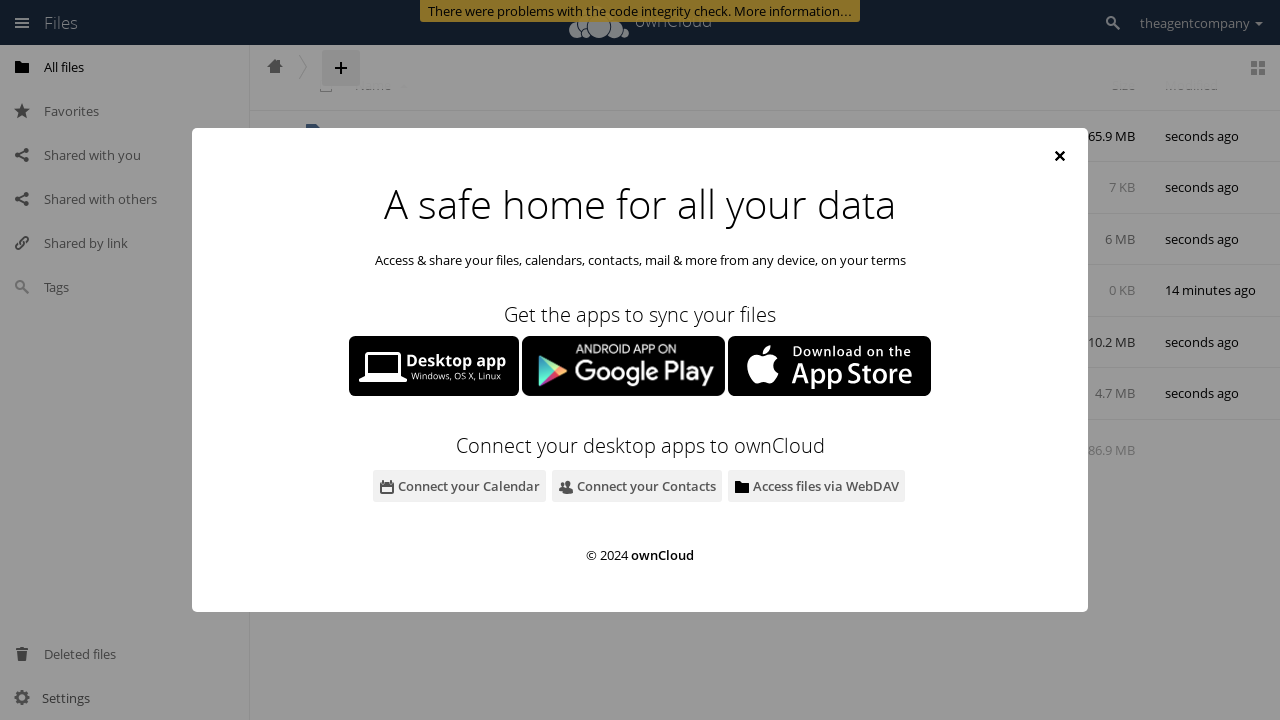 There were problems with the code integrity check. More information…
Files
ownCloud
theagentcompany
All files
Favorites
Shared with you
Shared with others
Shared by link
Tags
Deleted files
Settings
+
Name
Size
Modified
65.9 MB
seconds ago
7 KB
seconds ago
6 MB
seconds ago
0 KB
14 minutes ago
10.2 MB
seconds ago
4.7 MB
seconds ago
86.9 MB
×
A safe home for all your data
Access & share your files, calendars, contacts, mail & more from any device, on your terms
Get the apps to sync your files
Desktop app
Windows, OS X, Linux
ANDROID APP ON
Google Play
Download on the
App Store
Connect your desktop apps to ownCloud
Connect your Calendar
Connect your Contacts
Access files via WebDAV
© 2024 ownCloud